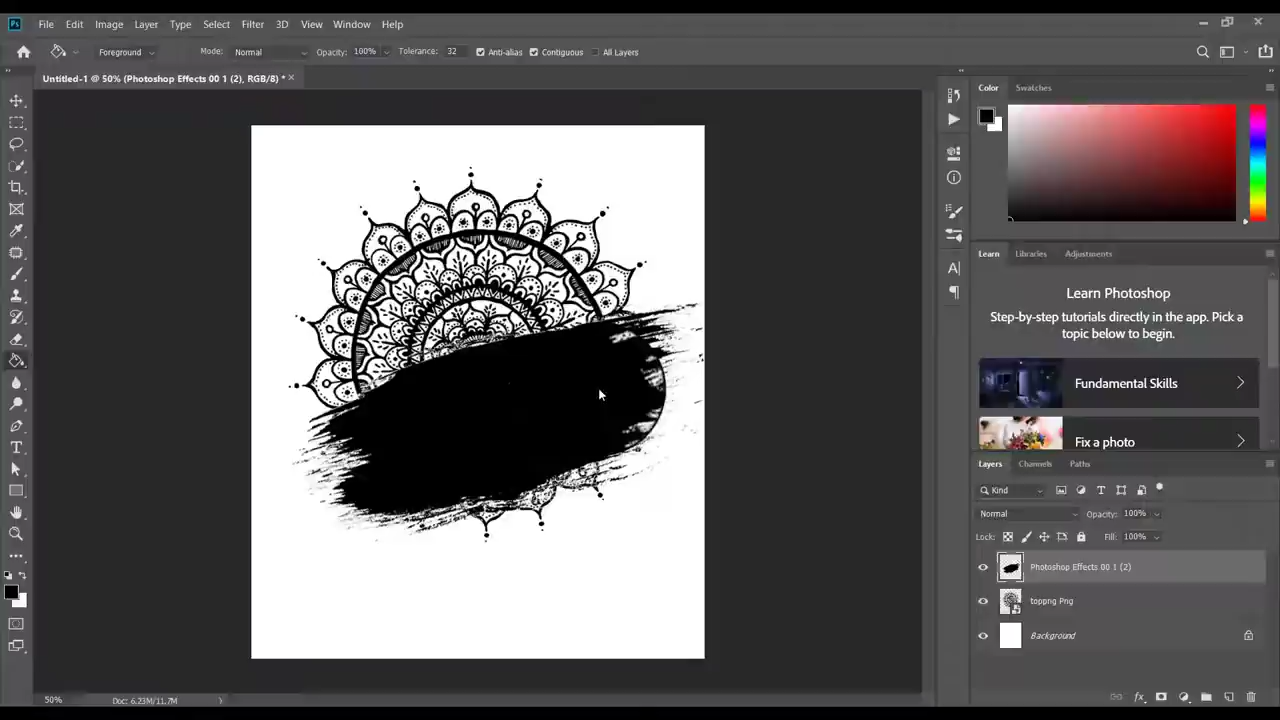 Ps File Edit Image Layer Type Select Filter 3D View Window Help
Foreground Mode: Normal Opacity: 100% Tolerance: 32 Anti-alias Contiguous All Layers
Untitled-1 @ 50% (Photoshop Effects 00 1 (2), RGB/8) *
Color Swatches
Learn Libraries Adjustments
Learn Photoshop
Step-by-step tutorials directly in the app. Pick a
topic below to begin.
Fundamental Skills
Fix a photo
Layers Channels Paths
Kind
Normal Opacity: 100%
Lock: Fill: 100%
Photoshop Effects 00 1 (2)
toppng Png
Background
50% Doc: 6.23M/11.7M